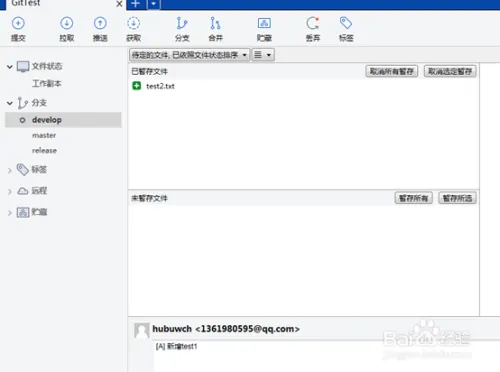 GitTest
提交 拉取 推送 获取 分支 合并 贮藏 丢弃 标签
待定的文件, 已依照文件状态排序
文件状态
工作副本
分支
develop
master
release
标签
远程
贮藏
已暂存文件 取消所有暂存 取消选定暂存
test2.txt
未暂存文件 暂存所有 暂存所选
hubuwch <1361980595@qq.com>
[A] 新增test1
Baidu 经验
jingyan.baidu.com